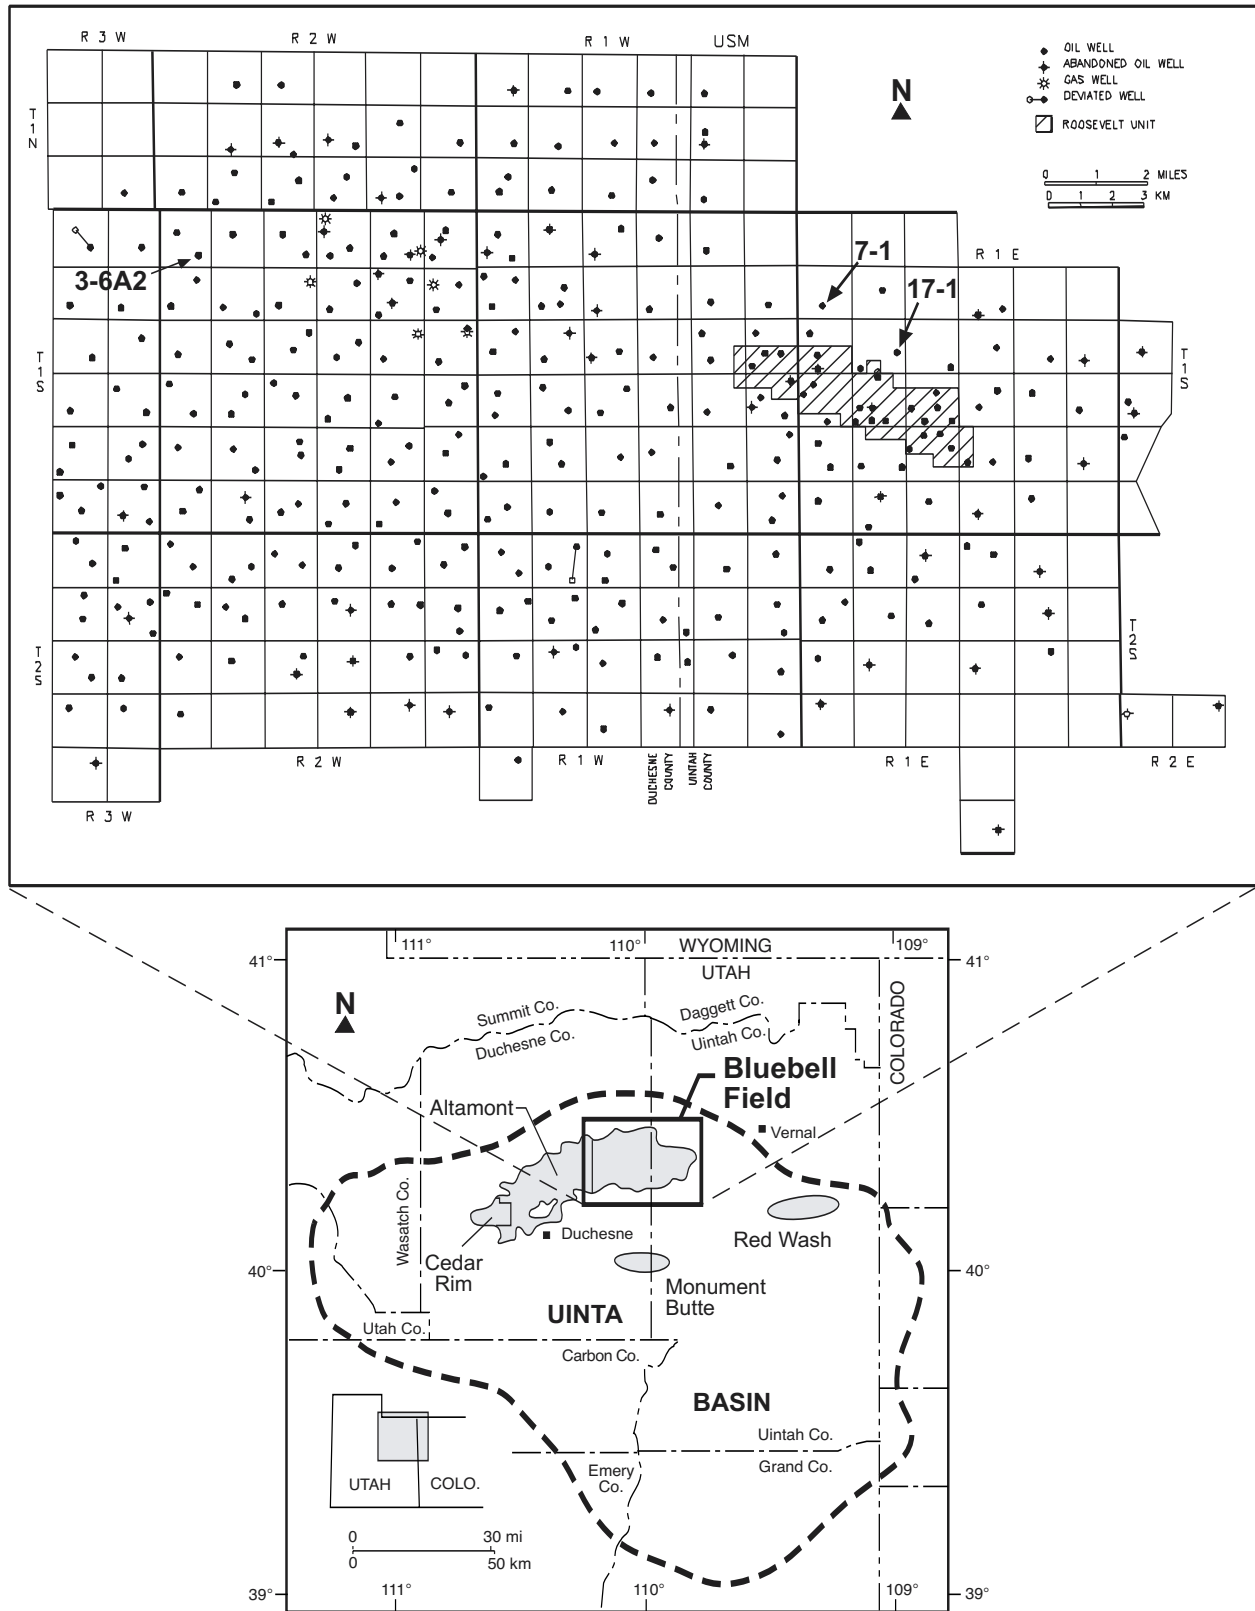 R 3 W
R 2 W
R 1 W
USM
OIL WELL
ABANDONED OIL WELL
GAS WELL
DEVIATED WELL
ROOSEVELT UNIT
N
T1N
0 1 2 MILES
0 1 2 3 KM
3-6A2
7-1
R 1 E
17-1
T1S
T1S
T2S
T2S
R 2 W
R 1 W
DUCHESNE COUNTY
UINTAH COUNTY
R 1 E
R 2 E
R 3 W
111°
110°
WYOMING
109°
41°
UTAH
41°
N
Summit Co.
Daggett Co.
Duchesne Co.
Uintah Co.
COLORADO
Bluebell
Field
Altamont
Vernal
Wasatch Co.
Duchesne
Red Wash
Cedar
Rim
40°
40°
Monument
Butte
UINTA
Utah Co.
Carbon Co.
BASIN
Uintah Co.
Emery
Co.
Grand Co.
UTAH
COLO.
0 30 mi
0 50 km
39°
111°
110°
109°
39°